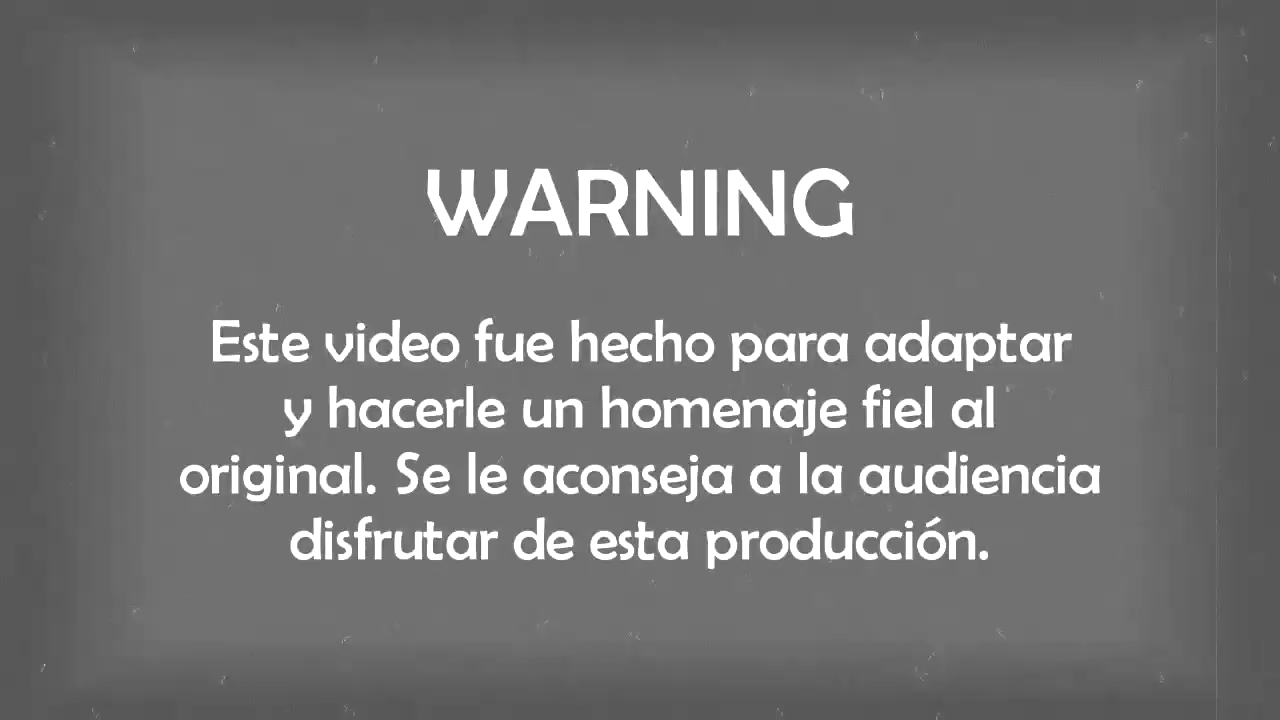 WARNING
Este video fue hecho para adaptar
y hacerle un homenaje fiel al
original. Se le aconseja a la audiencia
disfrutar de esta producción.